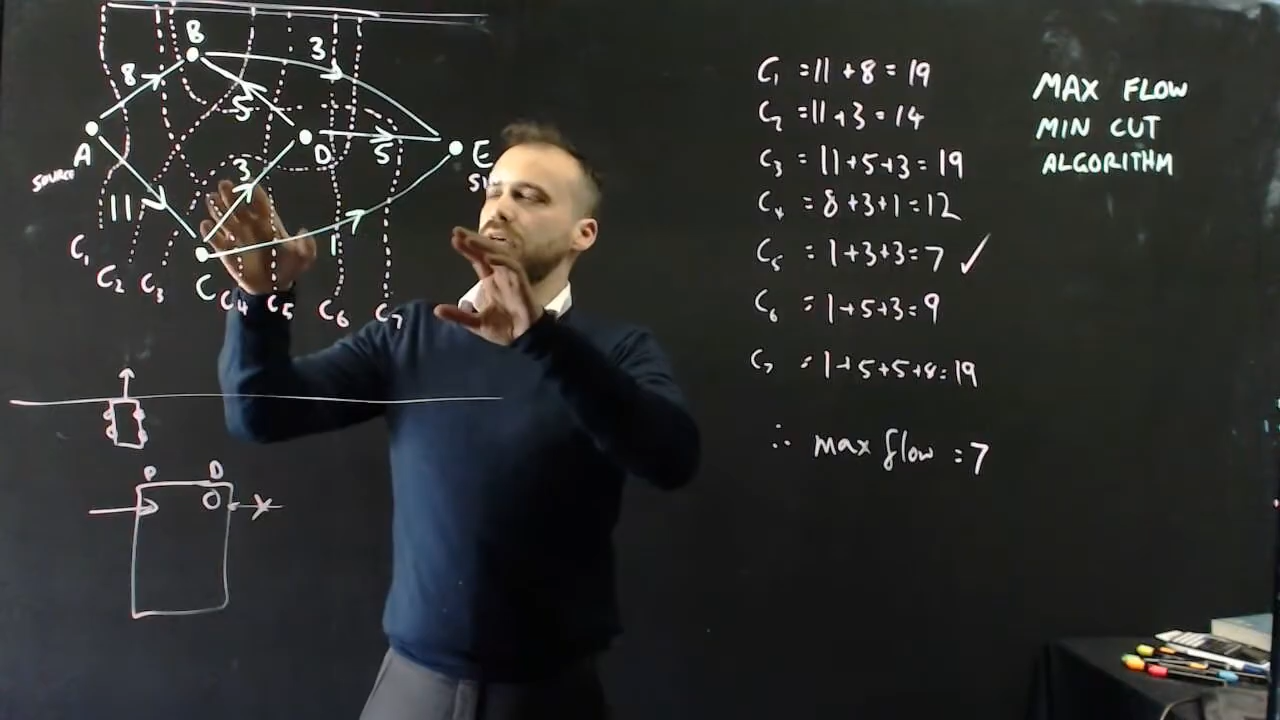 B
8
3
5
A
D
5
E
SOURCE
3
11
1
C
C₁
C₂
C₃
C₄
C₅
C₆
C₇
P D
C₁ = 11 + 8 = 19
C₂ = 11 + 3 = 14
C₃ = 11 + 5 + 3 = 19
C₄ = 8 + 3 + 1 = 12
C₅ = 1 + 3 + 3 = 7 ✓
C₆ = 1 + 5 + 3 = 9
C₇ = 1 + 5 + 5 + 8 = 19
∴ max flow = 7
MAX FLOW
MIN CUT
ALGORITHM